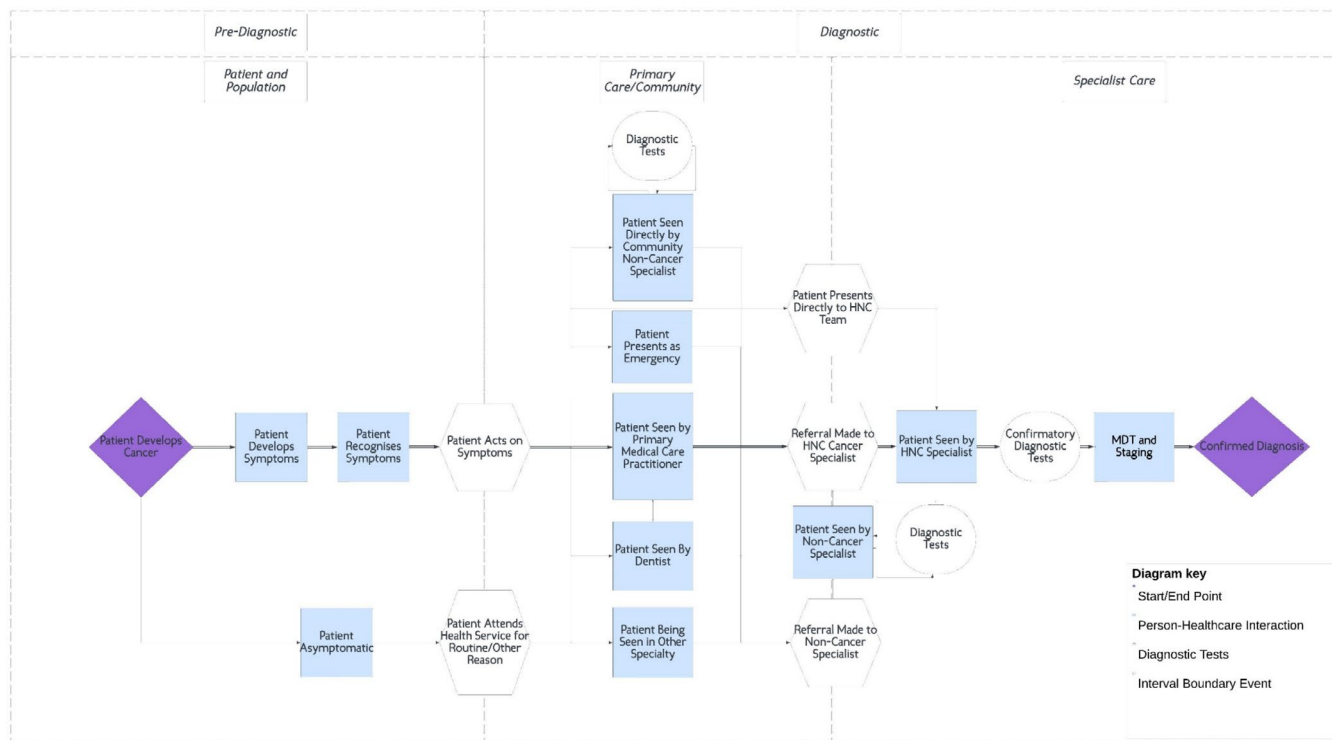 Pre-Diagnostic
Diagnostic
Patient and
Population
Primary
Care/Community
Specialist Care
Diagnostic
Tests
Patient Seen
Directly by
Community
Non-Cancer
Specialist
Patient Presents
Directly to HNC
Team
Patient
Presents as
Emergency
Patient Develops
Cancer
Patient
Develops
Symptoms
Patient
Recognises
Symptoms
Patient Acts on
Symptoms
Patient Seen by
Primary
Medical Care
Practitioner
Referral Made to
HNC Cancer
Specialist
Patient Seen by
HNC Specialist
Confirmatory
Diagnostic
Tests
MDT and
Staging
Confirmed Diagnosis
Patient Seen By
Dentist
Patient Seen by
Non-Cancer
Specialist
Diagnostic
Tests
Patient
Asymptomatic
Patient Attends
Health Service for
Routine/Other
Reason
Patient Being
Seen in Other
Specialty
Referral Made to
Non-Cancer
Specialist
Diagram key
Start/End Point
Person-Healthcare Interaction
Diagnostic Tests
Interval Boundary Event